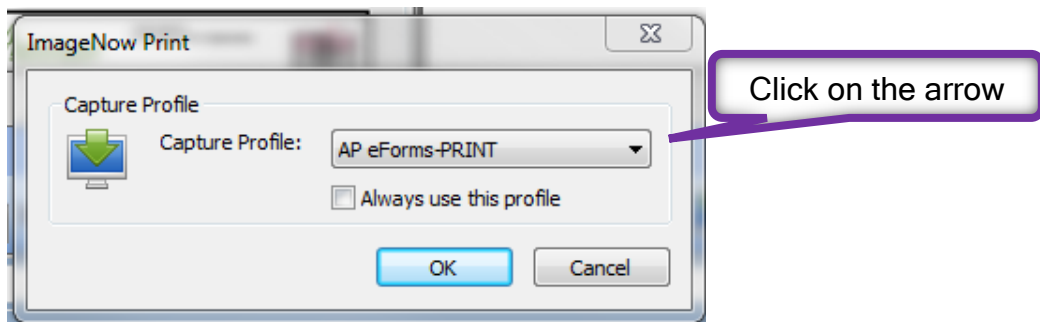 ImageNow Print
Click on the arrow
Capture Profile
Capture Profile:
AP eForms-PRINT
Always use this profile
OK
Cancel